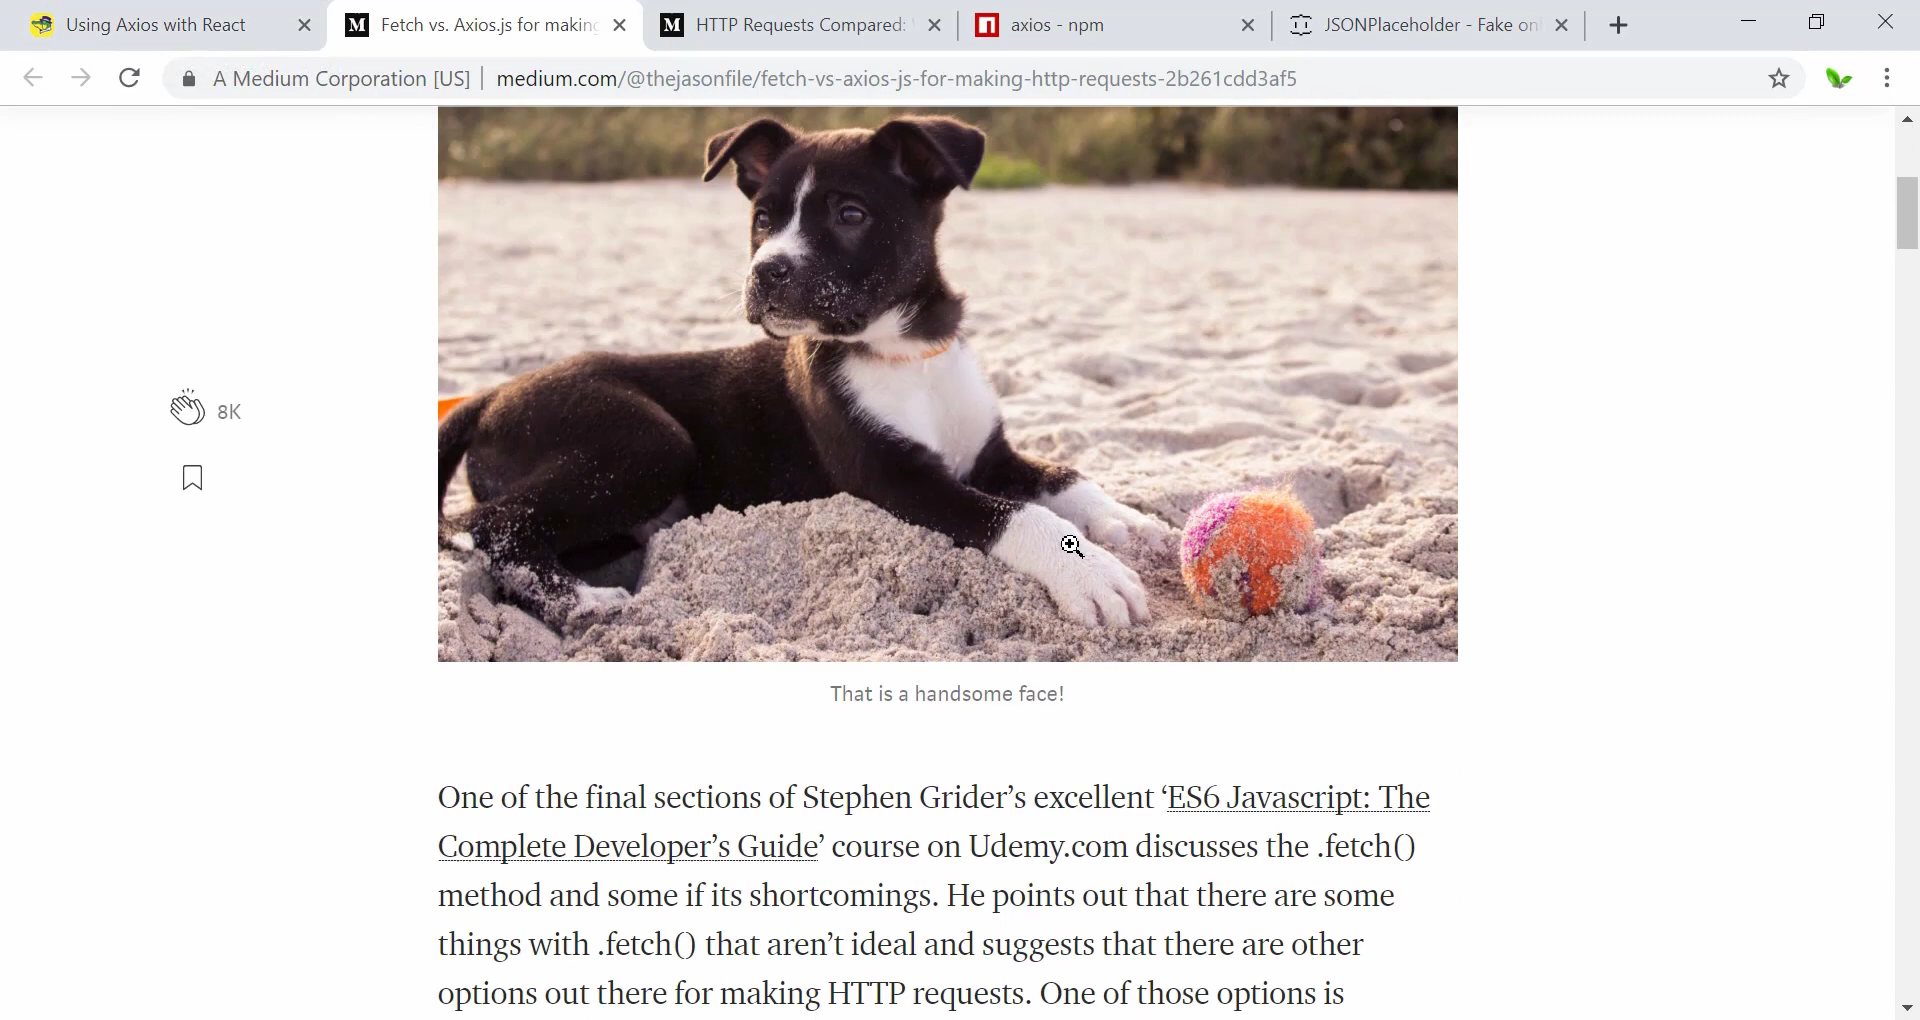 Using Axios with React
Fetch vs. Axios.js for making
HTTP Requests Compared:
axios - npm
JSONPlaceholder - Fake on
A Medium Corporation [US]
medium.com/@thejasonfile/fetch-vs-axios-js-for-making-http-requests-2b261cdd3af5
8K
That is a handsome face!
One of the final sections of Stephen Grider’s excellent ‘ES6 Javascript: The
Complete Developer’s Guide’ course on Udemy.com discusses the .fetch()
method and some if its shortcomings. He points out that there are some
things with .fetch() that aren’t ideal and suggests that there are other
options out there for making HTTP requests. One of those options is